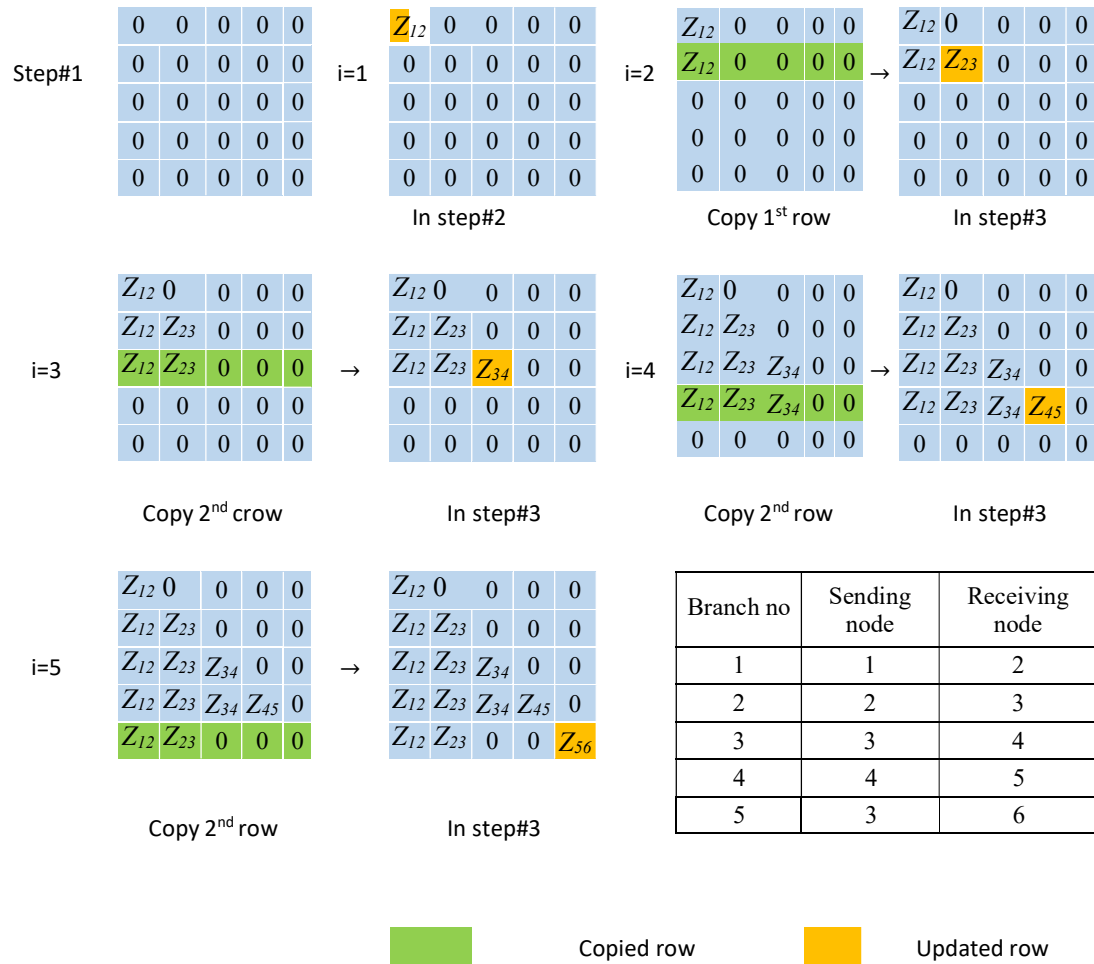 Step#1
0 0 0 0 0
0 0 0 0 0
0 0 0 0 0
0 0 0 0 0
0 0 0 0 0
i=1
Z12 0 0 0 0
0 0 0 0 0
0 0 0 0 0
0 0 0 0 0
0 0 0 0 0
In step#2
i=2
Z12 0 0 0 0
Z12 0 0 0 0
0 0 0 0 0
0 0 0 0 0
0 0 0 0 0
Copy 1st row
→
Z12 0 0 0 0
Z12 Z23 0 0 0
0 0 0 0 0
0 0 0 0 0
0 0 0 0 0
In step#3
i=3
Z12 0 0 0 0
Z12 Z23 0 0 0
Z12 Z23 0 0 0
0 0 0 0 0
0 0 0 0 0
Copy 2nd crow
→
Z12 0 0 0 0
Z12 Z23 0 0 0
Z12 Z23 Z34 0 0
0 0 0 0 0
0 0 0 0 0
In step#3
i=4
Z12 0 0 0 0
Z12 Z23 0 0 0
Z12 Z23 Z34 0 0
Z12 Z23 Z34 0 0
0 0 0 0 0
Copy 2nd row
→
Z12 0 0 0 0
Z12 Z23 0 0 0
Z12 Z23 Z34 0 0
Z12 Z23 Z34 Z45 0
0 0 0 0 0
In step#3
i=5
Z12 0 0 0 0
Z12 Z23 0 0 0
Z12 Z23 Z34 0 0
Z12 Z23 Z34 Z45 0
Z12 Z23 0 0 0
Copy 2nd row
→
Z12 0 0 0 0
Z12 Z23 0 0 0
Z12 Z23 Z34 0 0
Z12 Z23 Z34 Z45 0
Z12 Z23 0 0 Z56
In step#3
Branch no Sending node Receiving node
1 1 2
2 2 3
3 3 4
4 4 5
5 3 6
Copied row
Updated row